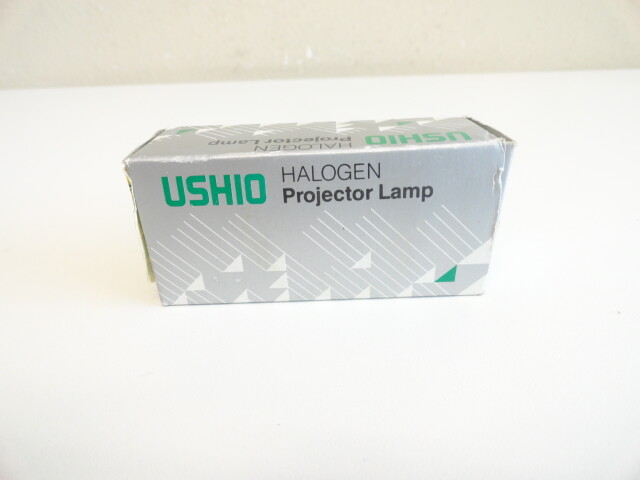 USHIO
HALOGEN
Projector Lamp
USHIO
HALOGEN
Projector Lamp